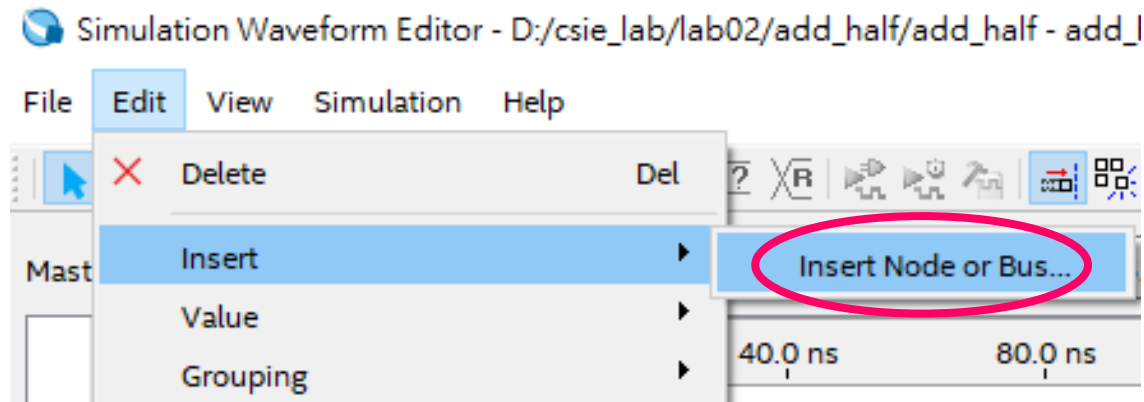 Simulation Waveform Editor - D:/csie_lab/lab02/add_half/add_half - add_
File Edit View Simulation Help
Delete Del
Insert
Insert Node or Bus...
Mast
Value
40.0 ns 80.0 ns
Grouping